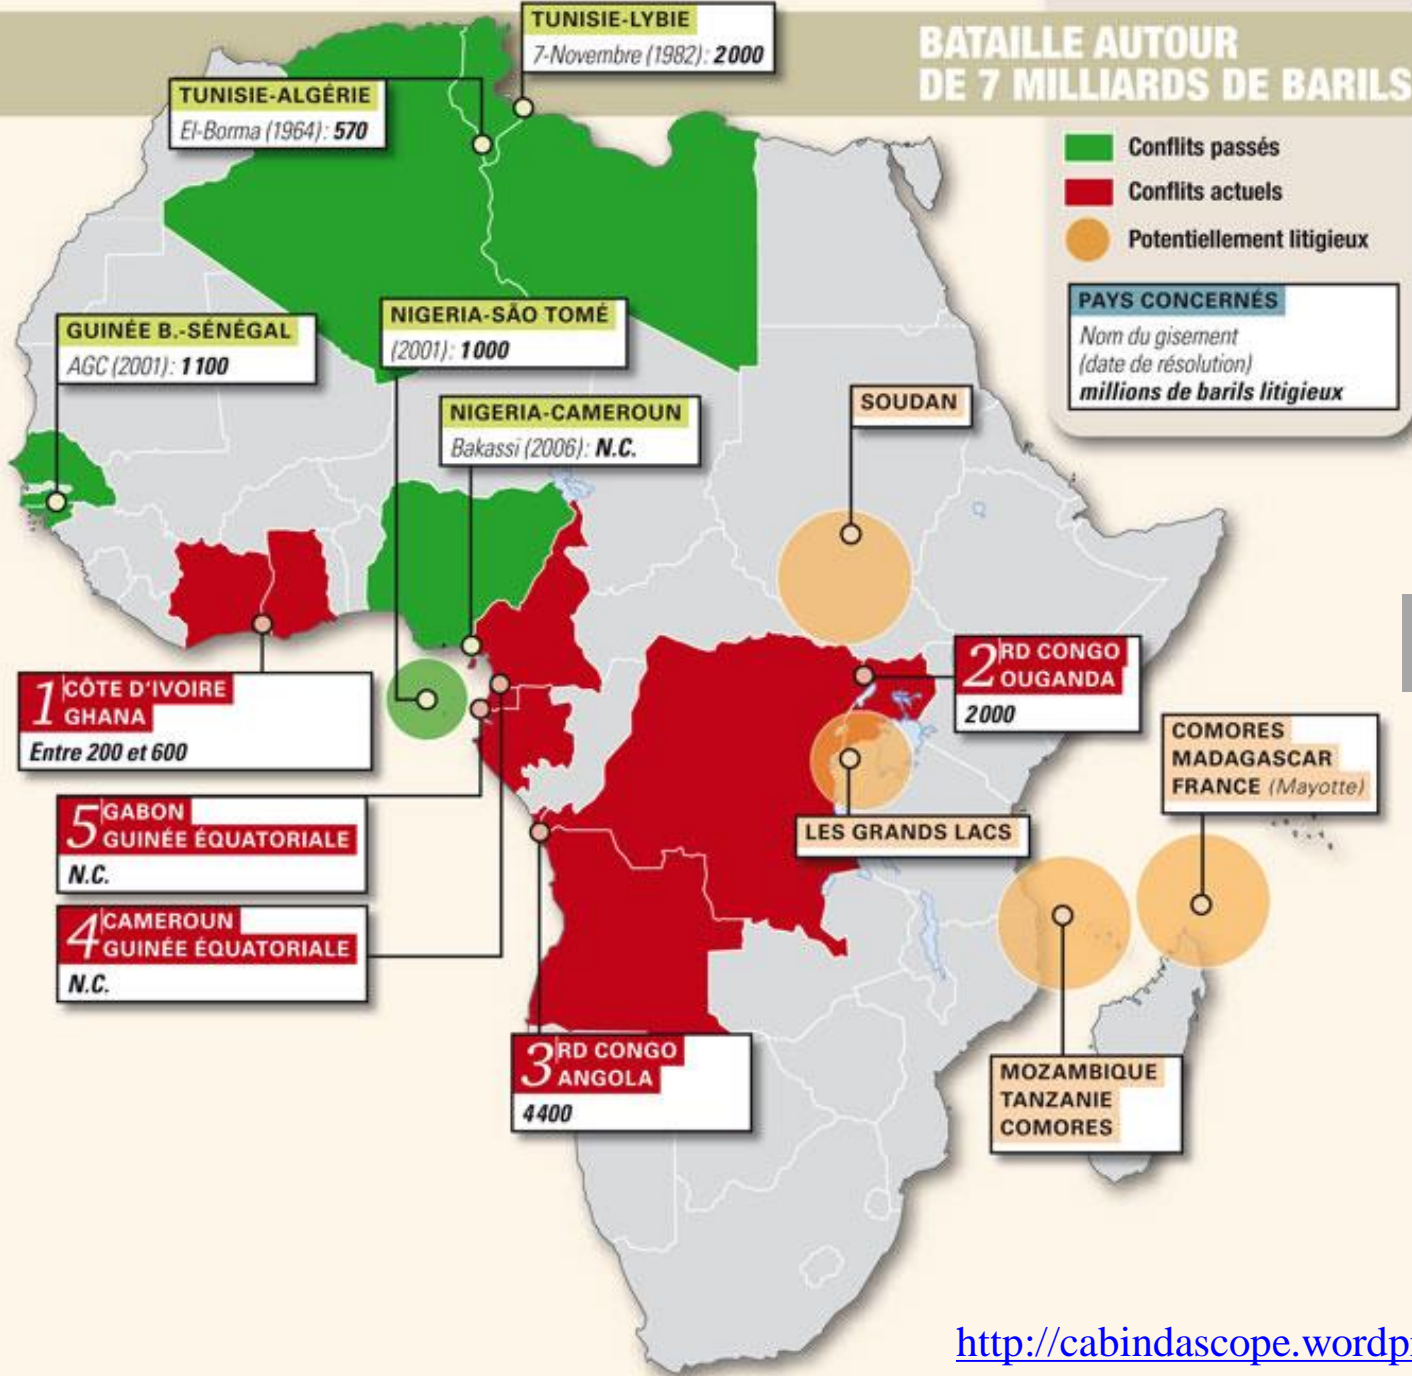 BATAILLE AUTOUR
DE 7 MILLIARDS DE BARILS
Conflits passés
Conflits actuels
Potentiellement litigieux
PAYS CONCERNÉS
Nom du gisement
(date de résolution)
millions de barils litigieux
TUNISIE-LYBIE
7-Novembre (1982): 2000
TUNISIE-ALGÉRIE
El-Borma (1964): 570
GUINÉE B.-SÉNÉGAL
AGC (2001): 1100
NIGERIA-SÃO TOMÉ
(2001): 1000
NIGERIA-CAMEROUN
Bakassi (2006): N.C.
SOUDAN
1 CÔTE D'IVOIRE
GHANA
Entre 200 et 600
2 RD CONGO
OUGANDA
2000
COMORES
MADAGASCAR
FRANCE (Mayotte)
5 GABON
GUINÉE ÉQUATORIALE
N.C.
LES GRANDS LACS
4 CAMEROUN
GUINÉE ÉQUATORIALE
N.C.
3 RD CONGO
ANGOLA
4400
MOZAMBIQUE
TANZANIE
COMORES
http://cabindascope.wordp